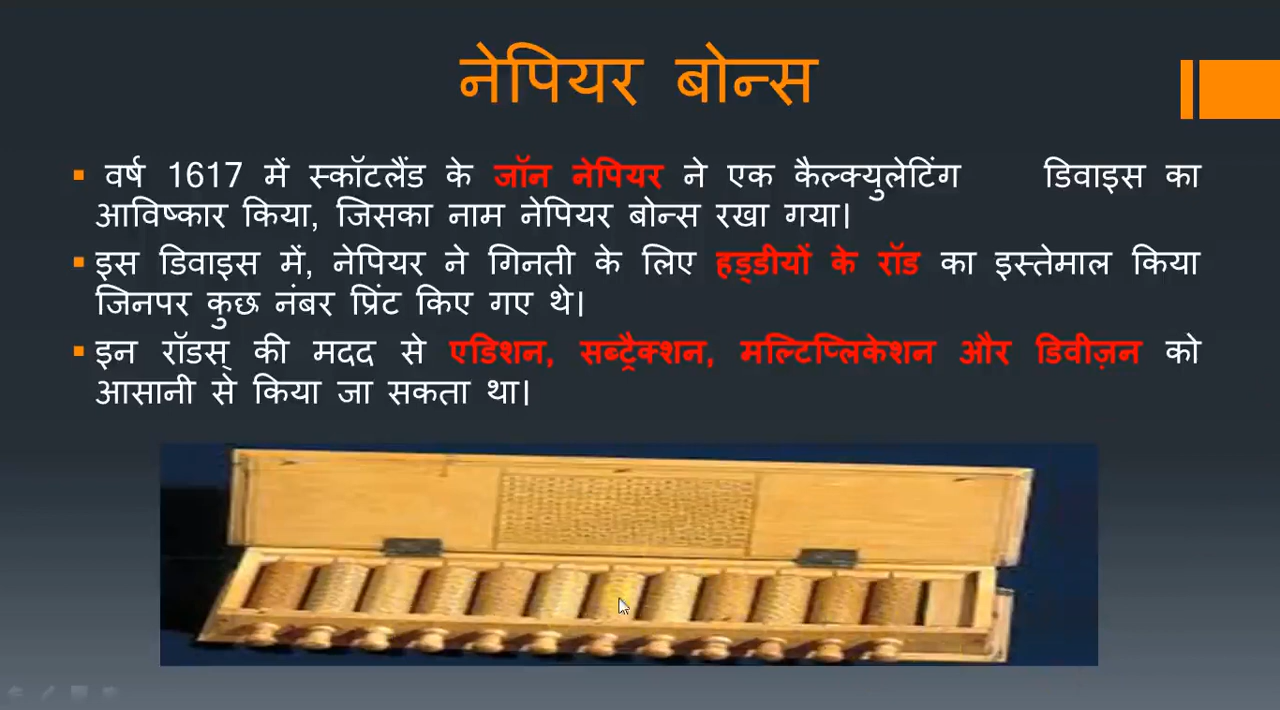 नेपियर बोन्स
वर्ष 1617 में स्कॉटलैंड के जॉन नेपियर ने एक कैल्क्युलेटिंग डिवाइस का
आविष्कार किया, जिसका नाम नेपियर बोन्स रखा गया|
इस डिवाइस में, नेपियर ने गिनती के लिए हड्डीयों के रॉड का इस्तेमाल किया
जिनपर कुछ नंबर प्रिंट किए गए थे|
इन रॉडस् की मदद से एडिशन, सब्ट्रैक्शन, मल्टिप्लिकेशन और डिवीज़न को
आसानी से किया जा सकता था|